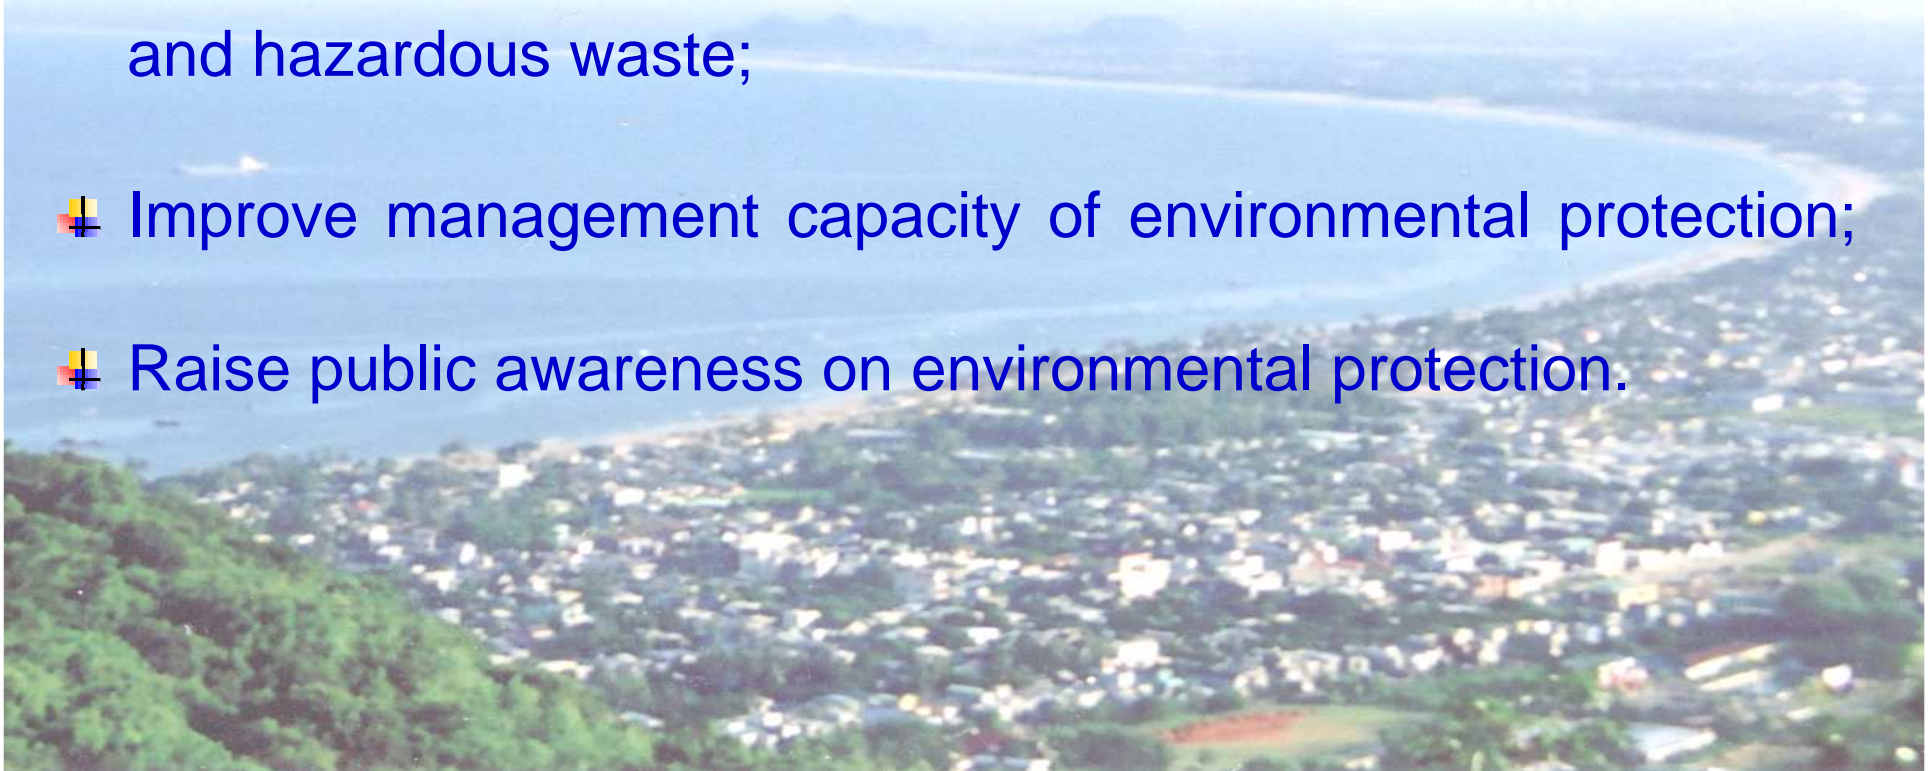 and hazardous waste;
Improve management capacity of environmental protection;
Raise public awareness on environmental protection.